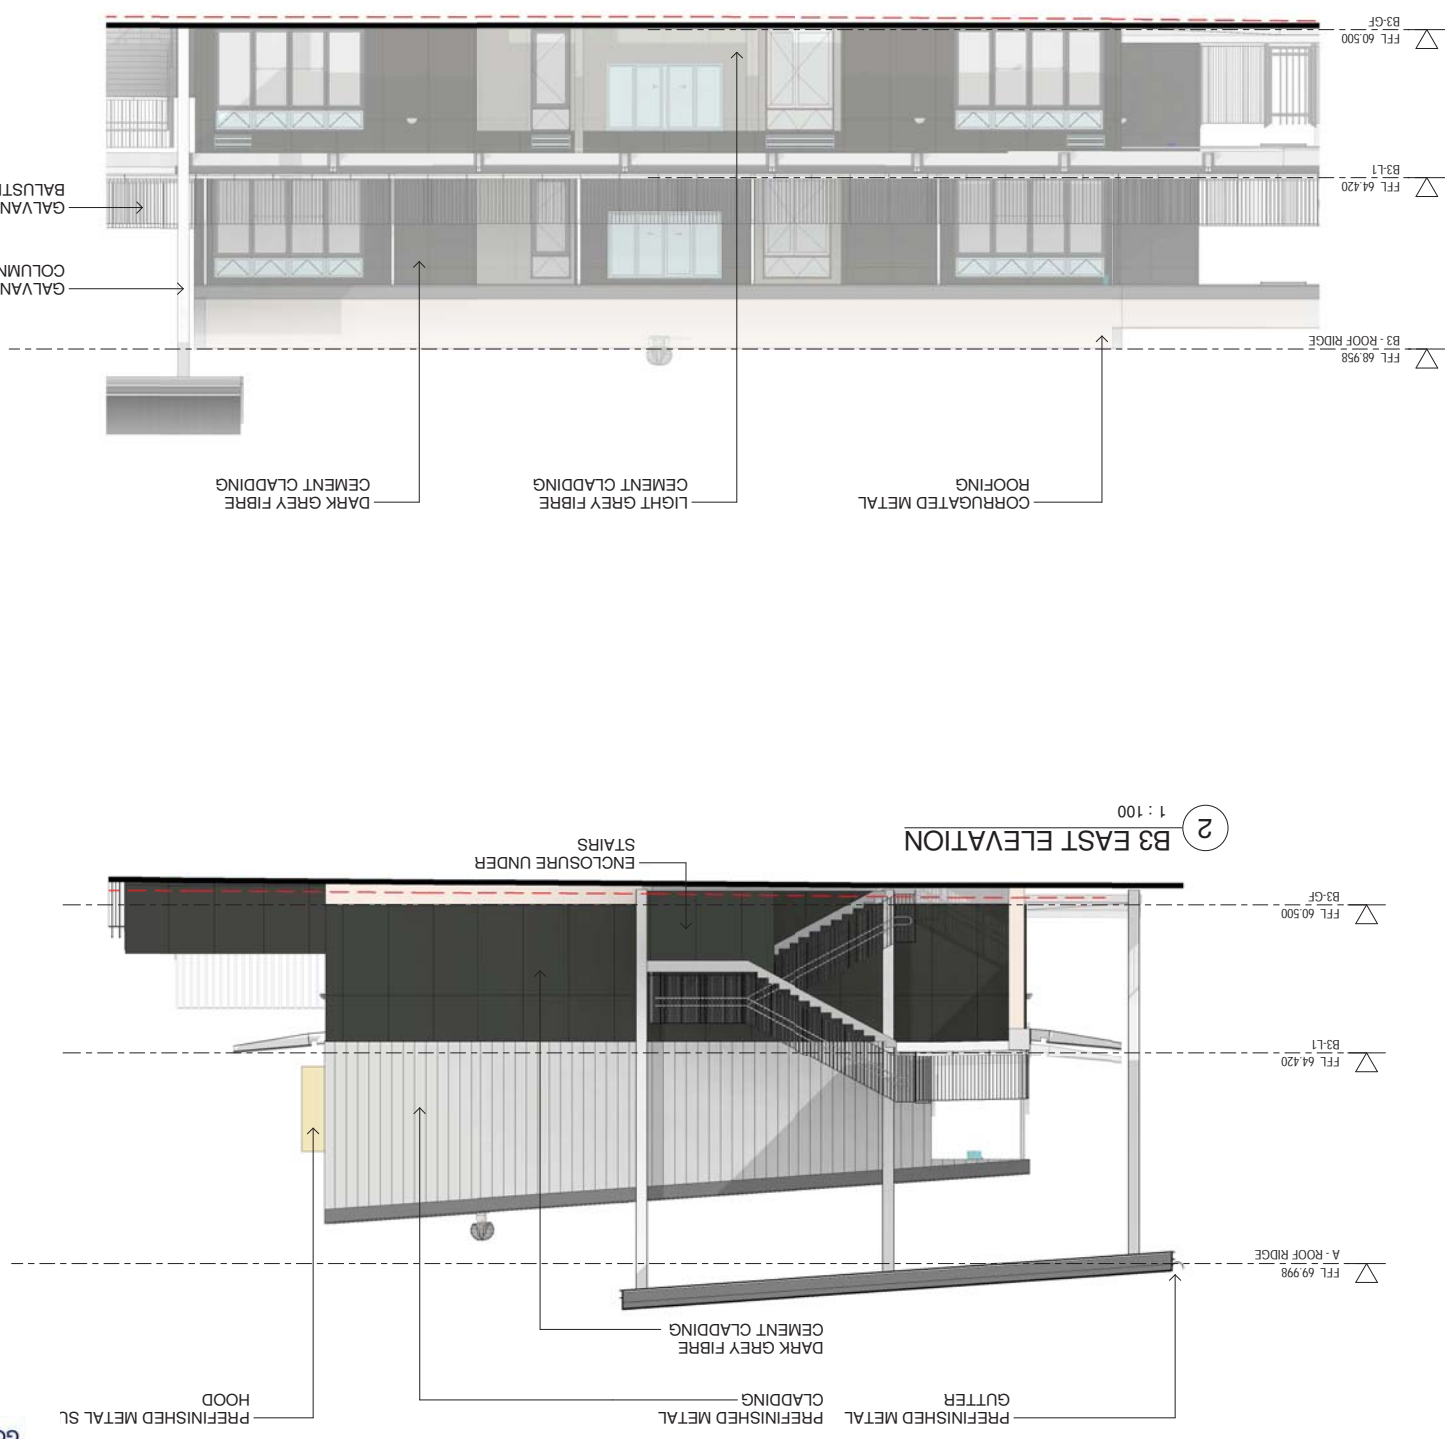 GO
PREFINISHED METAL
GUTTER
PREFINISHED METAL
CLADDING
PREFINISHED METAL SU
HOOD
DARK GREY FIBRE
CEMENT CLADDING
FFL 69.998
A - ROOF RIDGE
FFL 64.420
B3-L1
FFL 60.500
B3-GF
ENCLOSURE UNDER
STAIRS
2
B3 EAST ELEVATION
1 : 100
CORRUGATED METAL
ROOFING
LIGHT GREY FIBRE
CEMENT CLADDING
DARK GREY FIBRE
CEMENT CLADDING
FFL 68.958
B3 - ROOF RIDGE
GALVAN
COLUMN
GALVAN
BALUST
FFL 64.420
B3-L1
FFL 60.500
B3-GF